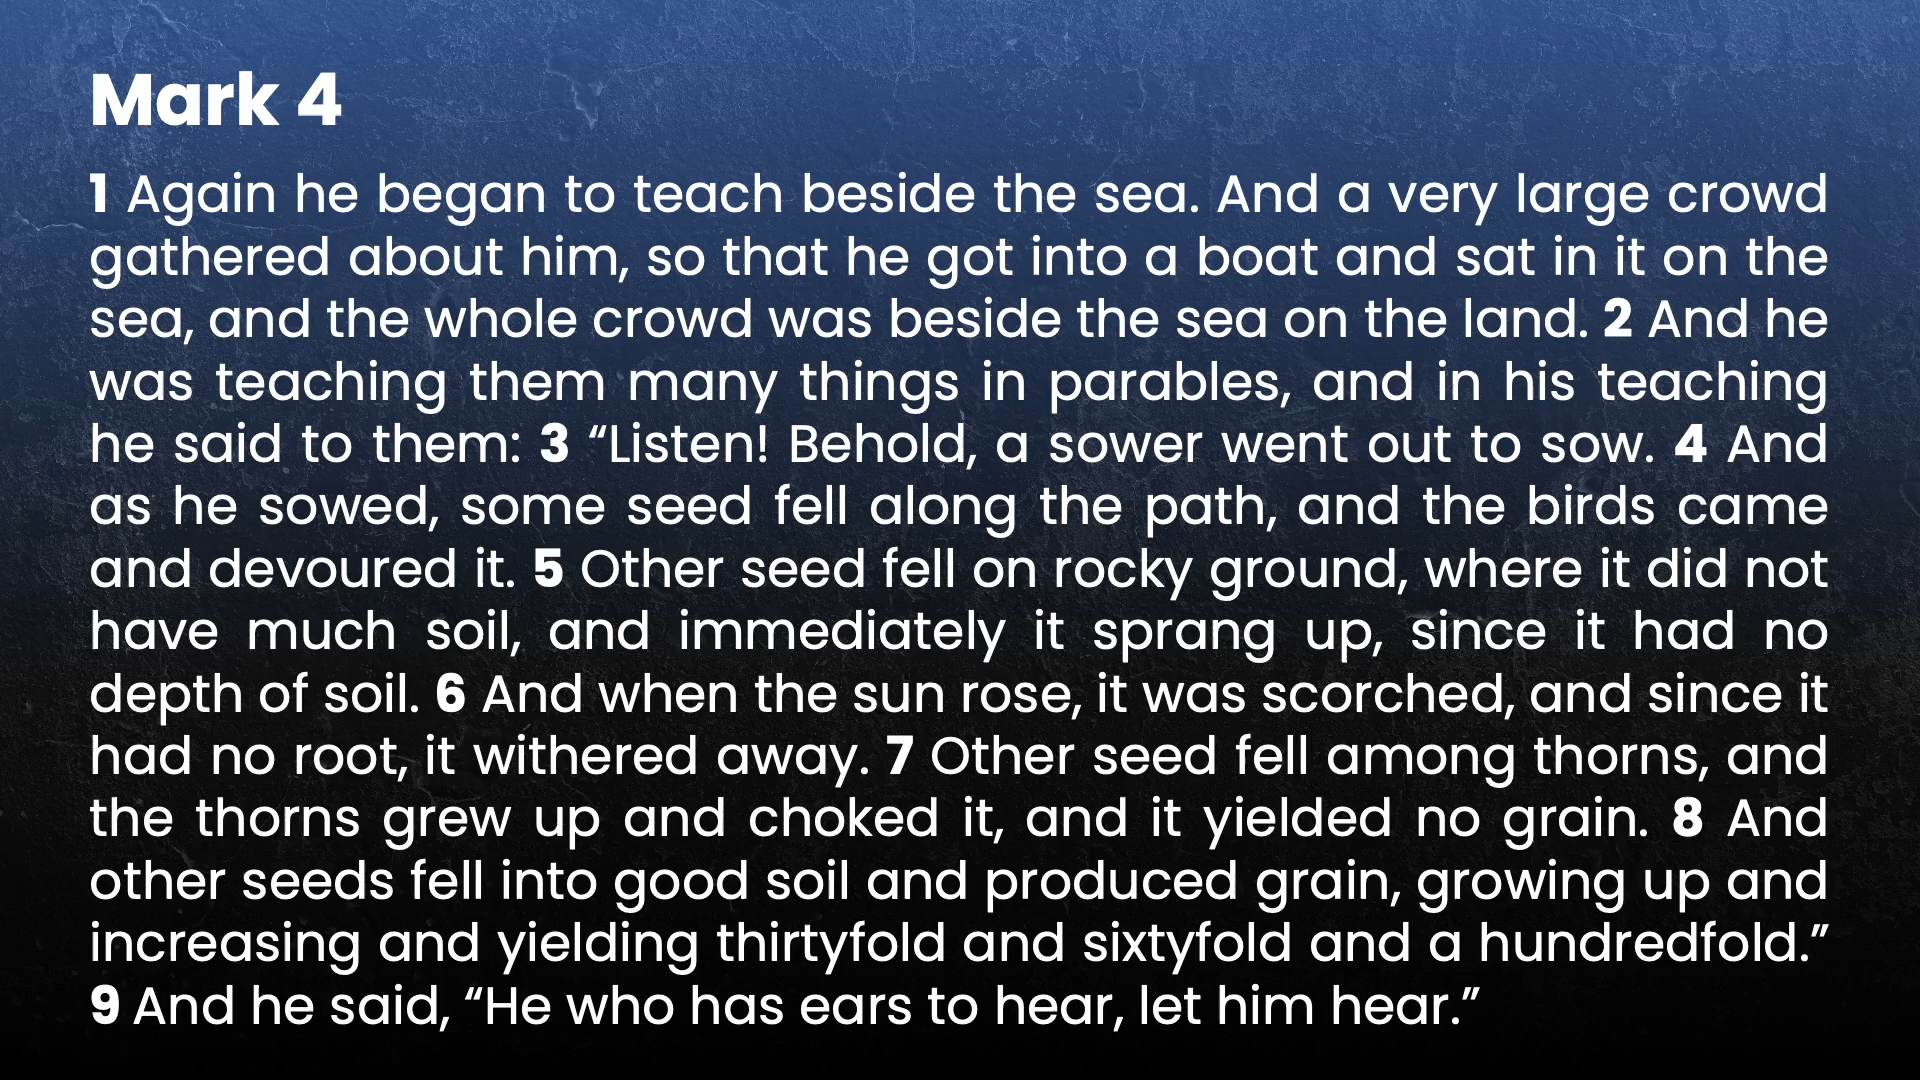 Mark 4
1 Again he began to teach beside the sea. And a very large crowd
gathered about him, so that he got into a boat and sat in it on the
sea, and the whole crowd was beside the sea on the land. 2 And he
was teaching them many things in parables, and in his teaching
he said to them: 3 “Listen! Behold, a sower went out to sow. 4 And
as he sowed, some seed fell along the path, and the birds came
and devoured it. 5 Other seed fell on rocky ground, where it did not
have much soil, and immediately it sprang up, since it had no
depth of soil. 6 And when the sun rose, it was scorched, and since it
had no root, it withered away. 7 Other seed fell among thorns, and
the thorns grew up and choked it, and it yielded no grain. 8 And
other seeds fell into good soil and produced grain, growing up and
increasing and yielding thirtyfold and sixtyfold and a hundredfold.”
9 And he said, “He who has ears to hear, let him hear.”